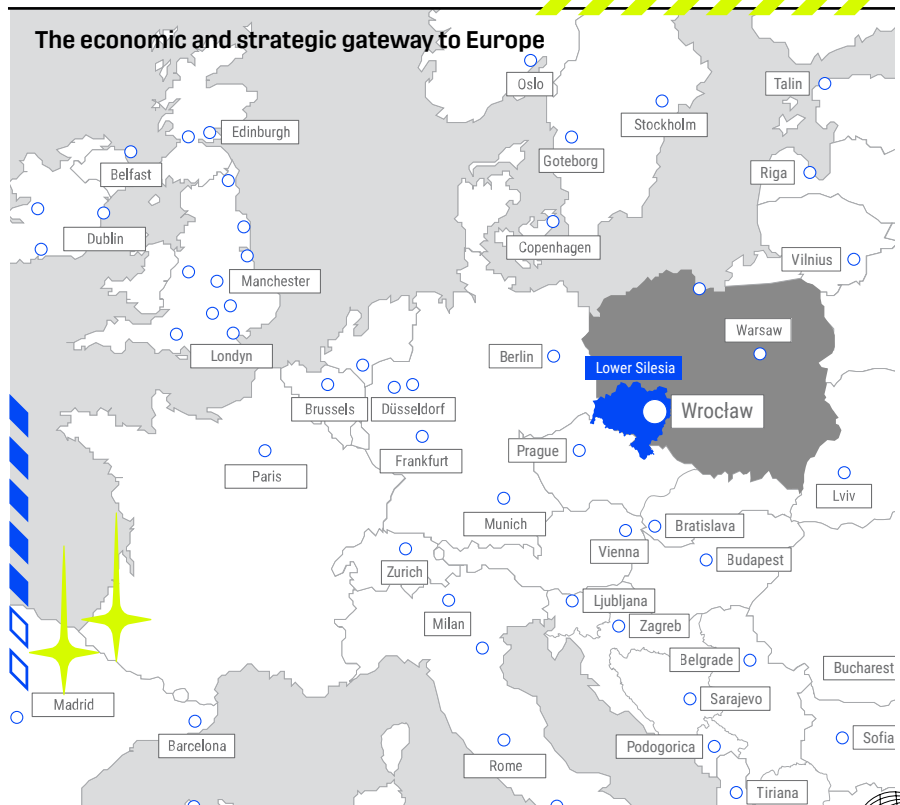 The economic and strategic gateway to Europe
Oslo
Talin
Stockholm
Edinburgh
Goteborg
Belfast
Riga
Dublin
Copenhagen
Vilnius
Manchester
Warsaw
Londyn
Berlin
Lower Silesia
Brussels
Düsseldorf
Wrocław
Prague
Frankfurt
Paris
Lviv
Munich
Bratislava
Vienna
Budapest
Zurich
Ljubljana
Milan
Zagreb
Belgrade
Bucharest
Sarajevo
Madrid
Barcelona
Rome
Podogorica
Sofia
Tiriana